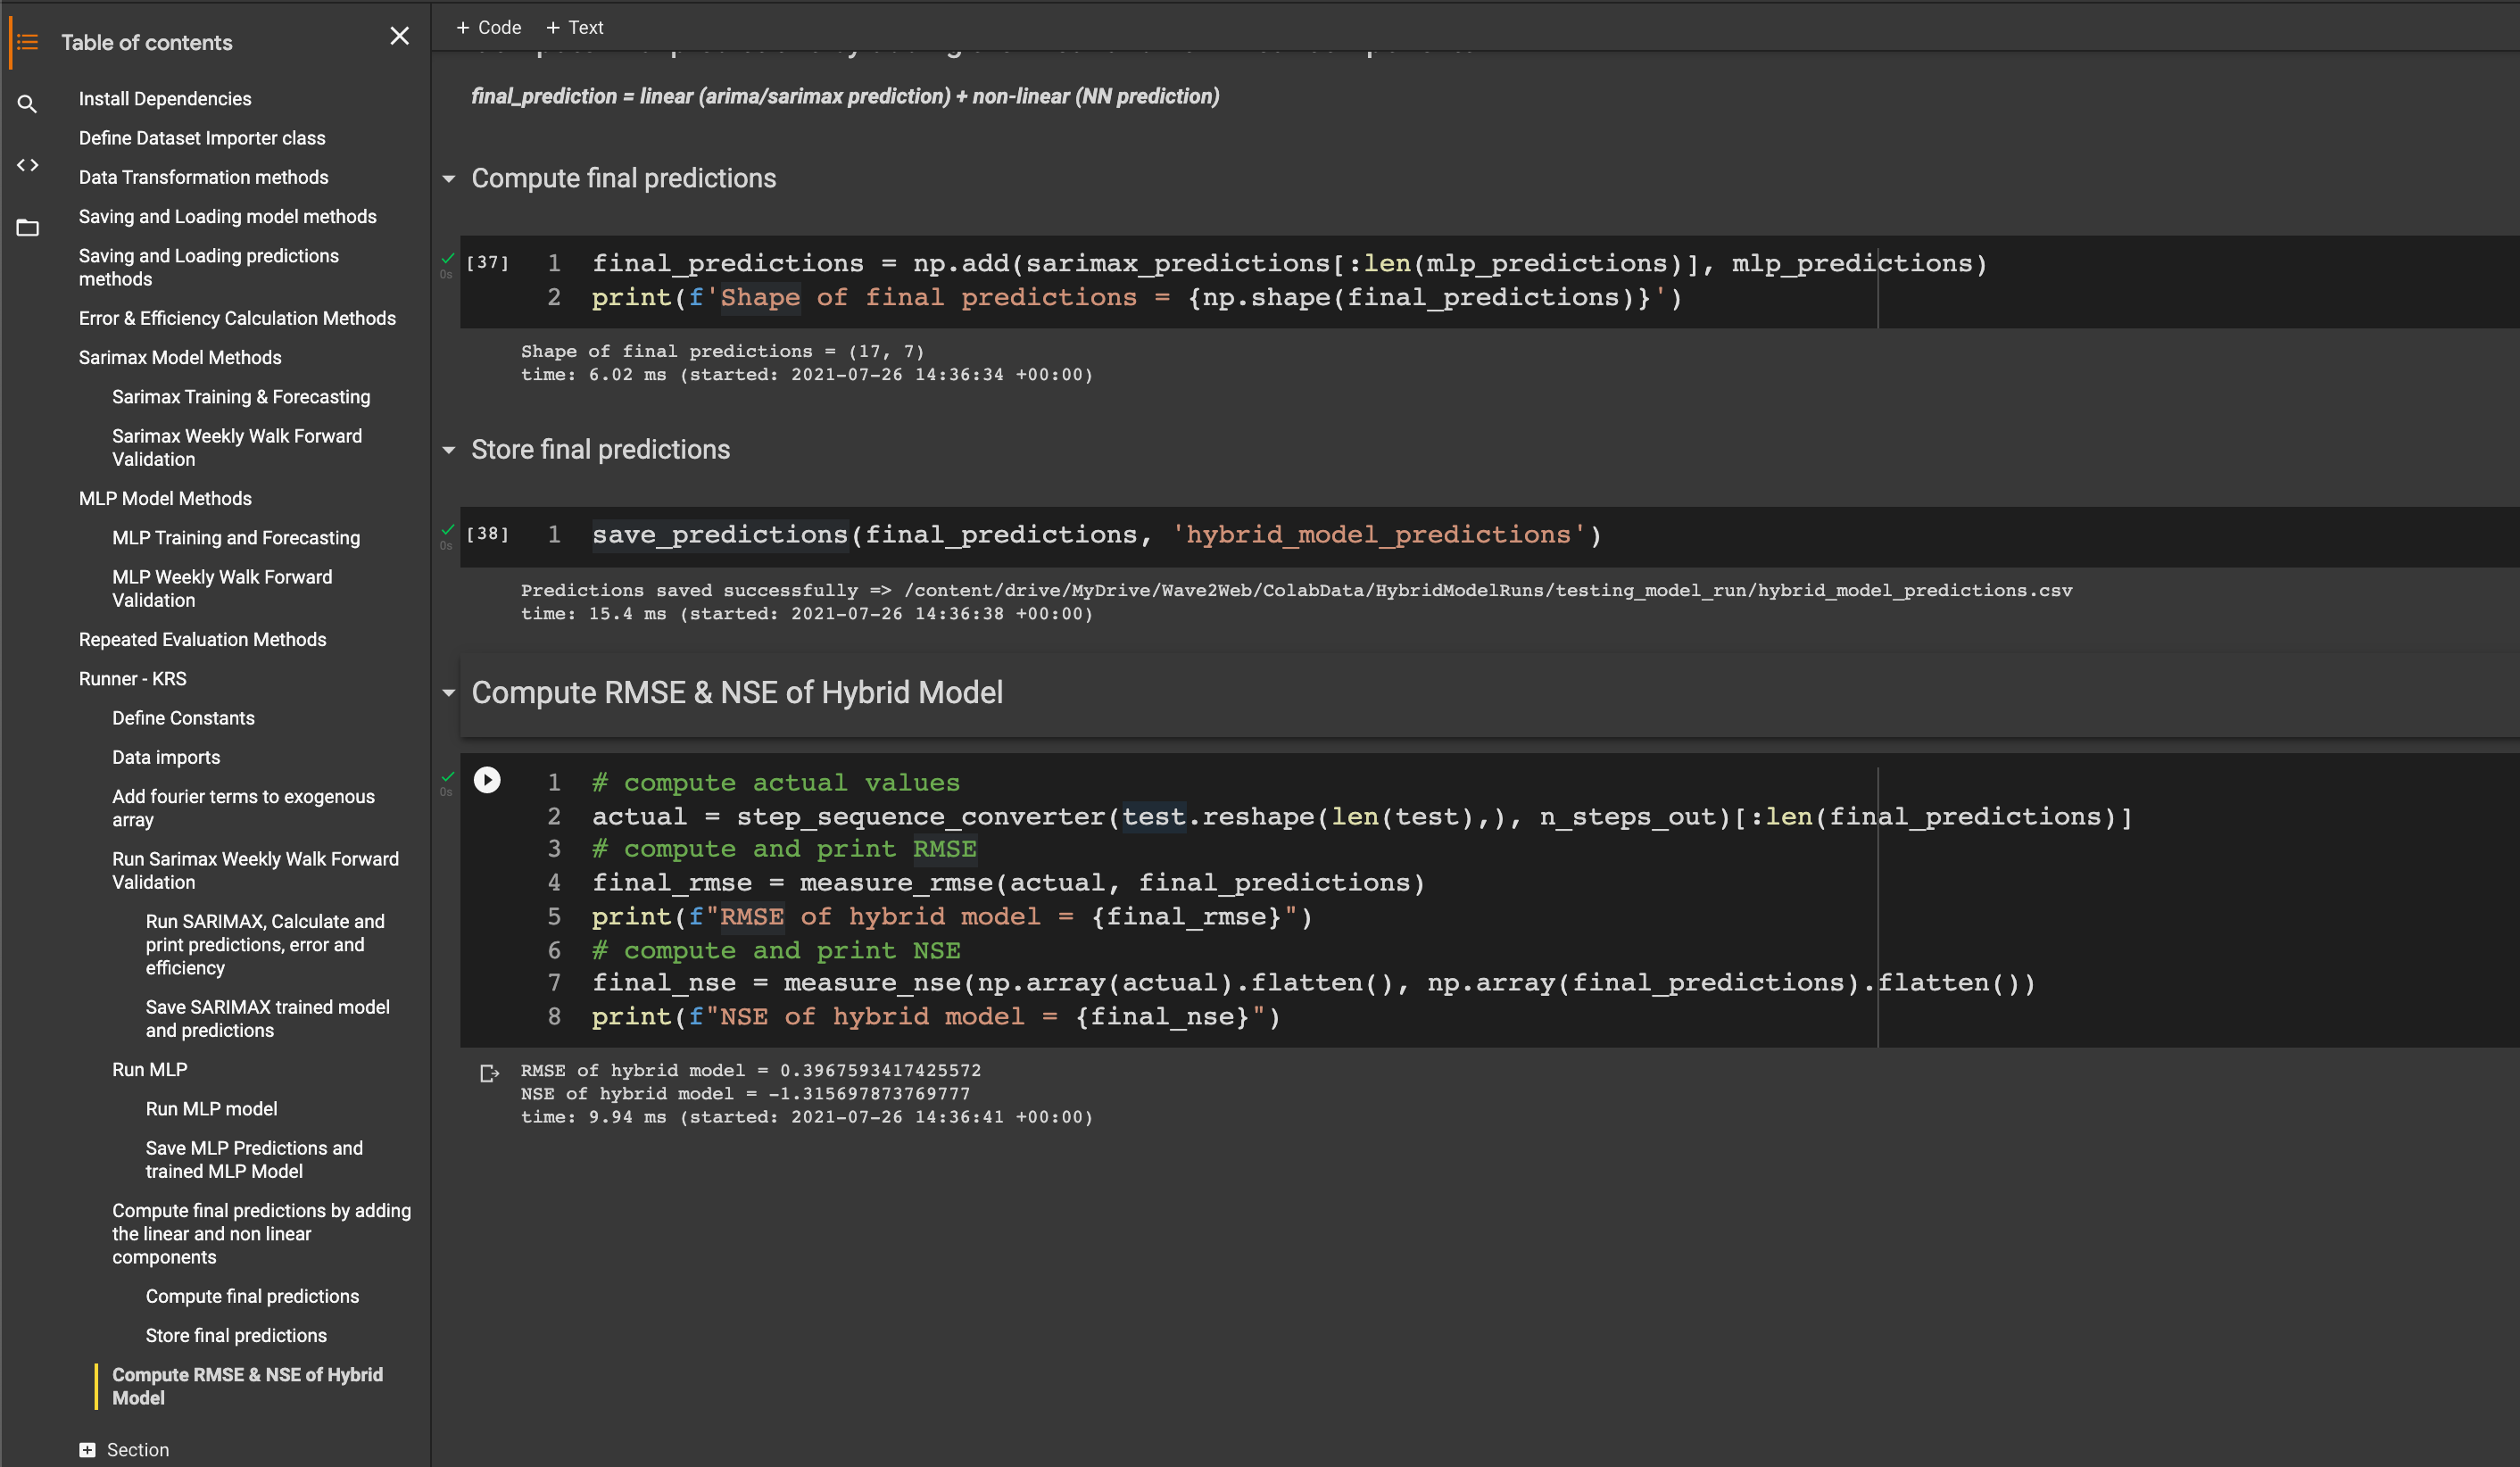 Table of contents
Install Dependencies
Define Dataset Importer class
Data Transformation methods
Saving and Loading model methods
Saving and Loading predictions
methods
Error & Efficiency Calculation Methods
Sarimax Model Methods
Sarimax Training & Forecasting
Sarimax Weekly Walk Forward
Validation
MLP Model Methods
MLP Training and Forecasting
MLP Weekly Walk Forward
Validation
Repeated Evaluation Methods
Runner - KRS
Define Constants
Data imports
Add fourier terms to exogenous
array
Run Sarimax Weekly Walk Forward
Validation
Run SARIMAX, Calculate and
print predictions, error and
efficiency
Save SARIMAX trained model
and predictions
Run MLP
Run MLP model
Save MLP Predictions and
trained MLP Model
Compute final predictions by adding
the linear and non linear
components
Compute final predictions
Store final predictions
Compute RMSE & NSE of Hybrid
Model
Section
+ Code + Text
final_prediction = linear (arima/sarimax prediction) + non-linear (NN prediction)
Compute final predictions
0s
[37] 1 final_predictions = np.add(sarimax_predictions[:len(mlp_predictions)], mlp_predictions)
2 print(f'Shape of final predictions = {np.shape(final_predictions)}')
Shape of final predictions = (17, 7)
time: 6.02 ms (started: 2021-07-26 14:36:34 +00:00)
Store final predictions
0s
[38] 1 save_predictions(final_predictions, 'hybrid_model_predictions')
Predictions saved successfully => /content/drive/MyDrive/Wave2Web/ColabData/HybridModelRuns/testing_model_run/hybrid_model_predictions.csv
time: 15.4 ms (started: 2021-07-26 14:36:38 +00:00)
Compute RMSE & NSE of Hybrid Model
0s
1 # compute actual values
2 actual = step_sequence_converter(test.reshape(len(test),), n_steps_out)[:len(final_predictions)]
3 # compute and print RMSE
4 final_rmse = measure_rmse(actual, final_predictions)
5 print(f"RMSE of hybrid model = {final_rmse}")
6 # compute and print NSE
7 final_nse = measure_nse(np.array(actual).flatten(), np.array(final_predictions).flatten())
8 print(f"NSE of hybrid model = {final_nse}")
RMSE of hybrid model = 0.3967593417425572
NSE of hybrid model = -1.315697873769777
time: 9.94 ms (started: 2021-07-26 14:36:41 +00:00)